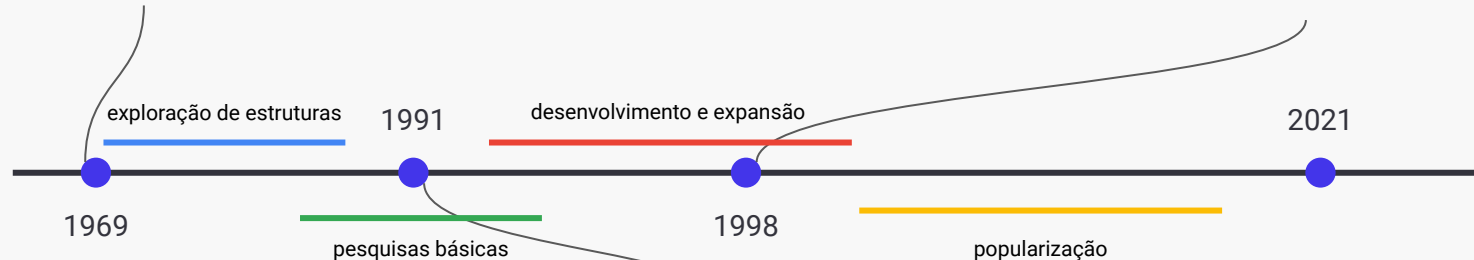 exploração de estruturas
desenvolvimento e expansão
1991
2021
1969
1998
pesquisas básicas
popularização